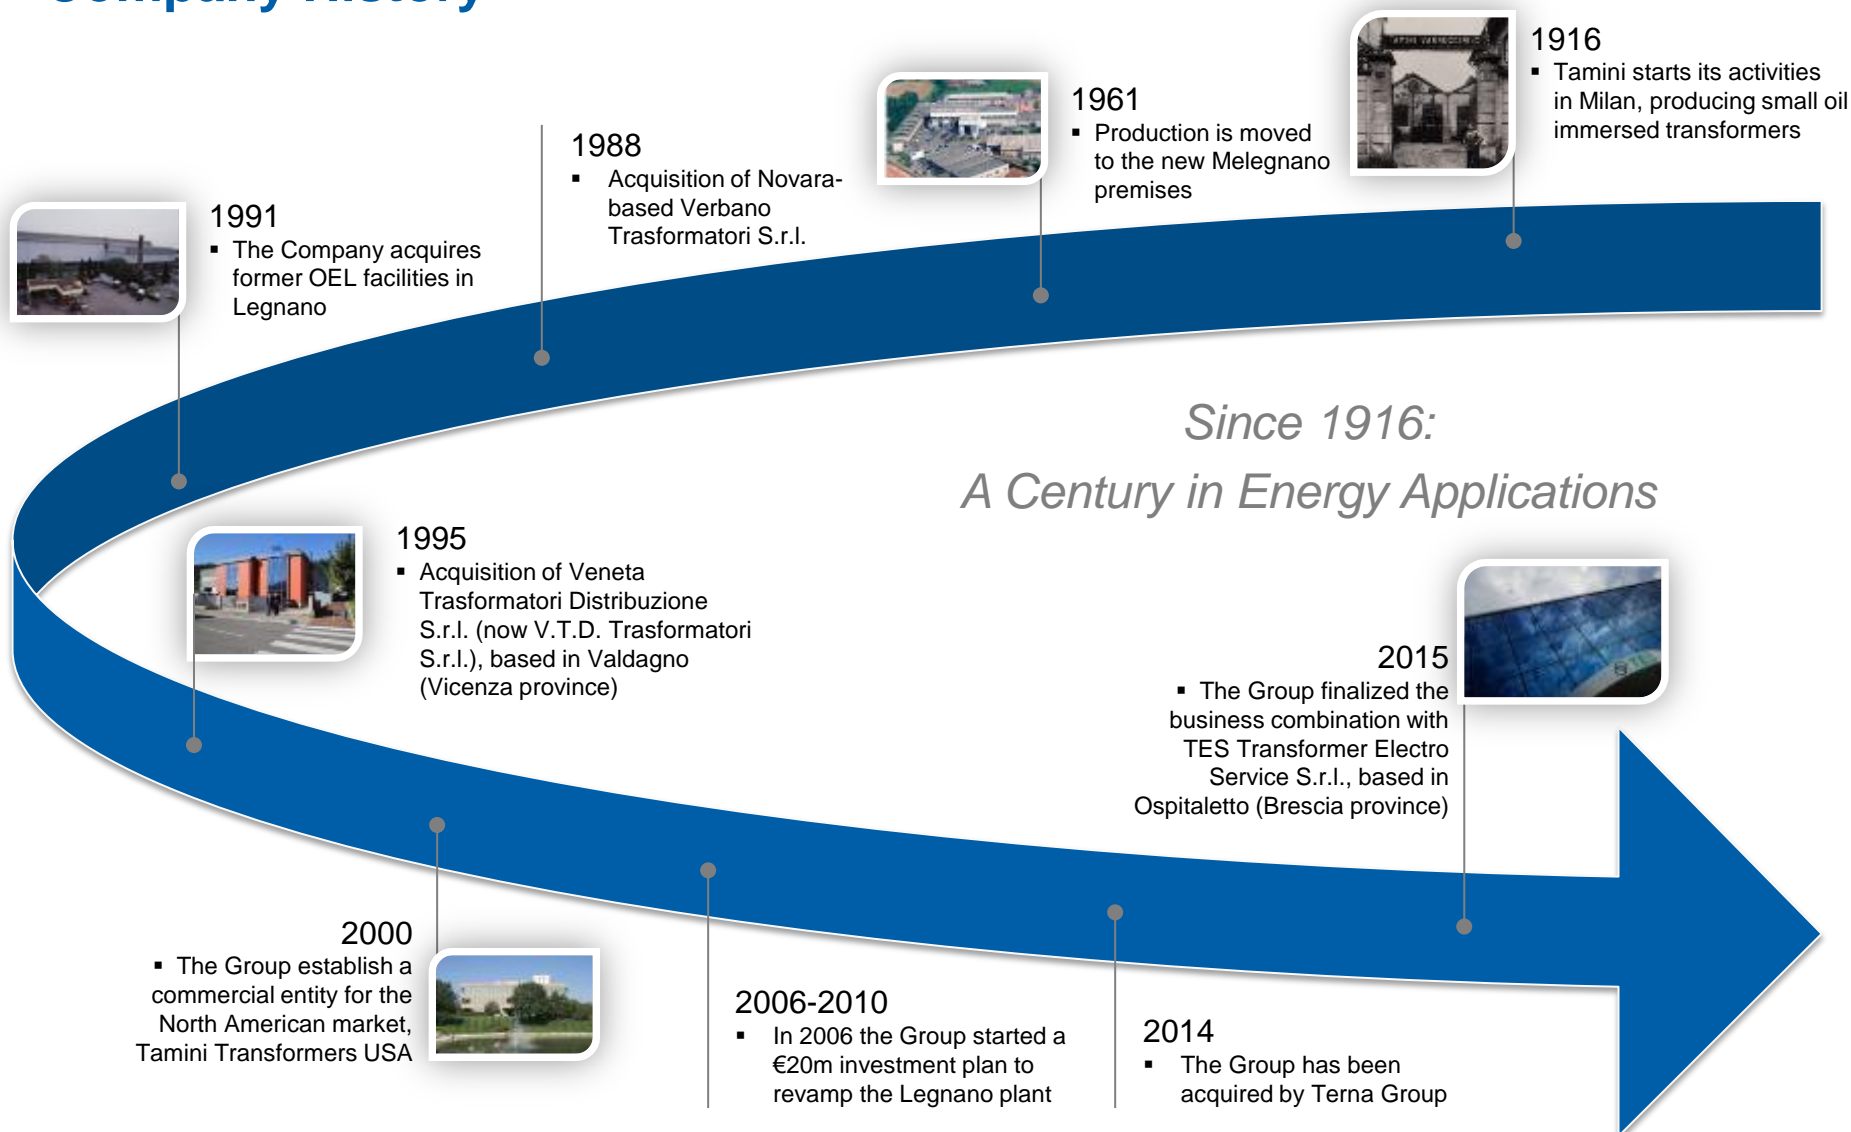 Company History
1916
▪ Tamini starts its activities
in Milan, producing small oil
immersed transformers
1961
▪ Production is moved
to the new Melegnano
premises
1988
▪ Acquisition of Novara-
based Verbano
Trasformatori S.r.l.
1991
▪ The Company acquires
former OEL facilities in
Legnano
Since 1916:
A Century in Energy Applications
1995
▪ Acquisition of Veneta
Trasformatori Distribuzione
S.r.l. (now V.T.D. Trasformatori
S.r.l.), based in Valdagno
(Vicenza province)
2000
▪ The Group establish a
commercial entity for the
North American market,
Tamini Transformers USA
2006-2010
▪ In 2006 the Group started a
€20m investment plan to
revamp the Legnano plant
2014
▪ The Group has been
acquired by Terna Group
2015
▪ The Group finalized the
business combination with
TES Transformer Electro
Service S.r.l., based in
Ospitaletto (Brescia province)